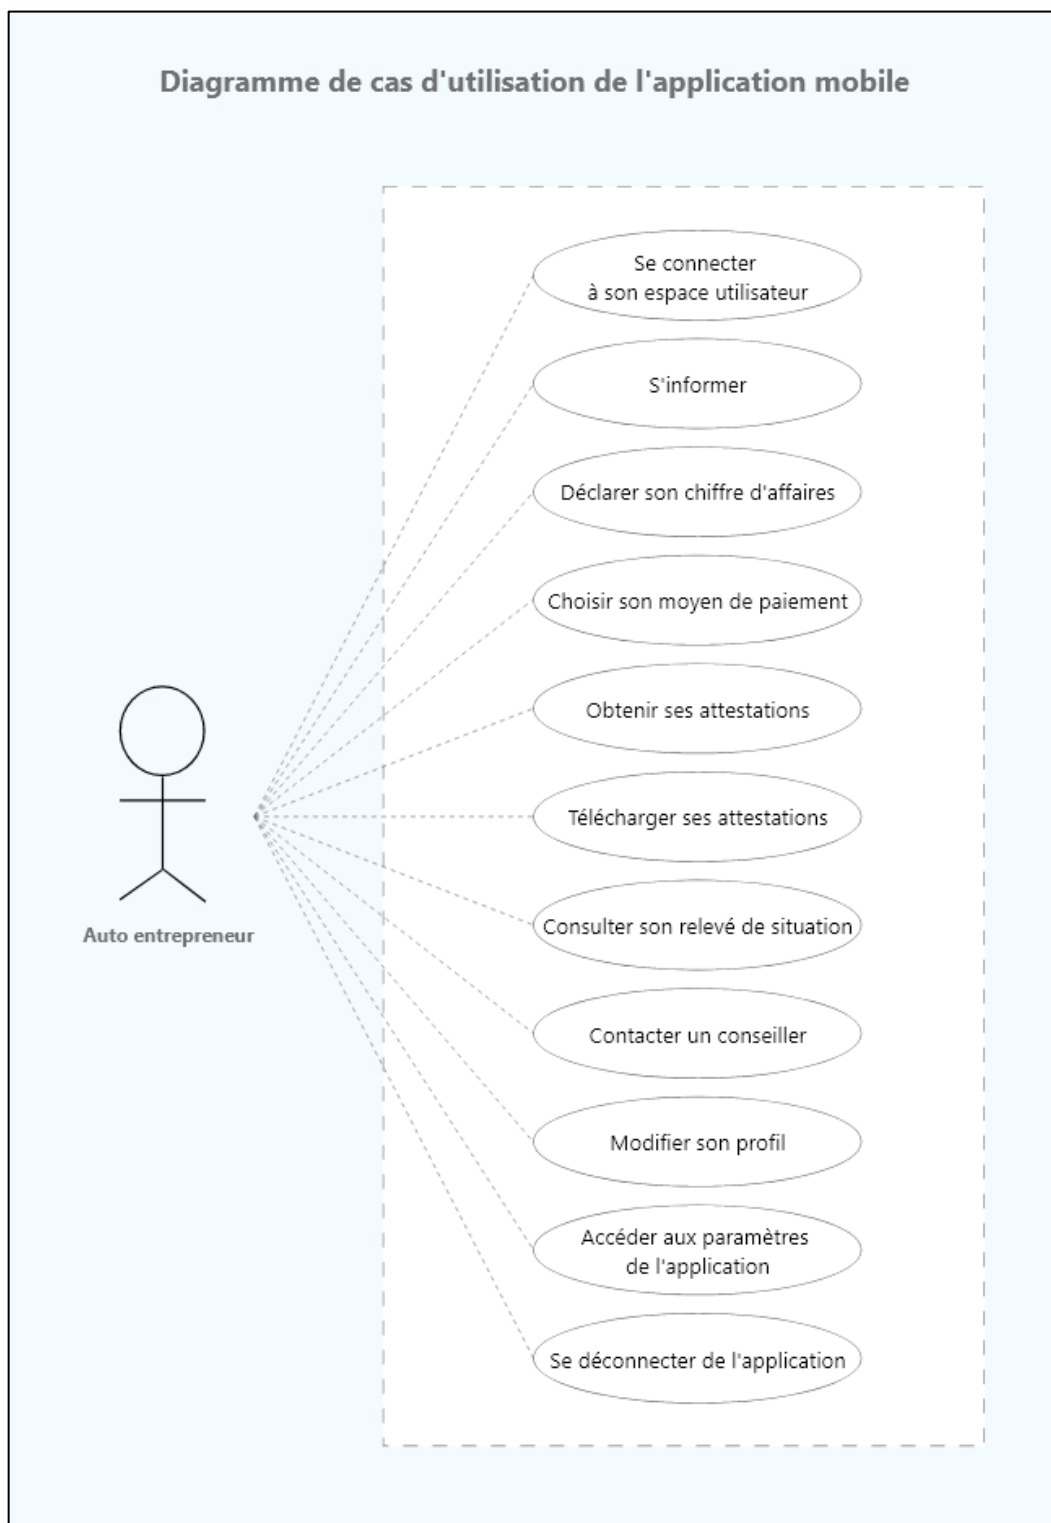 Diagramme de cas d'utilisation de l'application mobile
Se connecter
à son espace utilisateur
S'informer
Déclarer son chiffre d'affaires
Choisir son moyen de paiement
Obtenir ses attestations
Télécharger ses attestations
Consulter son relevé de situation
Auto entrepreneur
Contacter un conseiller
Modifier son profil
Accéder aux paramètres
de l'application
Se déconnecter de l'application